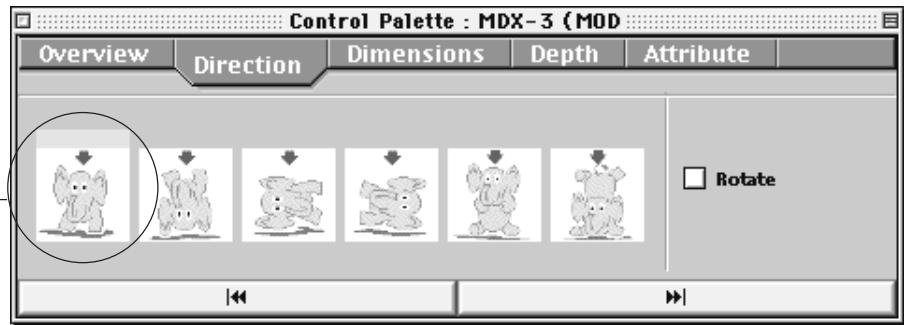 Control Palette : MDX-3 (MOD
Overview Direction Dimensions Depth Attribute
Rotate